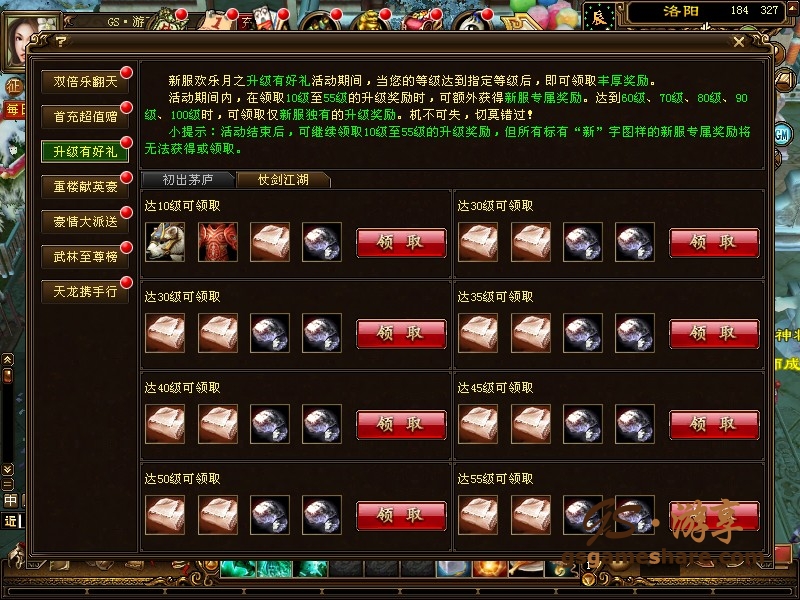 GS·游
洛阳 184 327
?
双倍乐翻天
首充超值赠
升级有好礼
重楼献英豪
豪情大派送
武林至尊榜
天龙携手行
新服欢乐月之升级有好礼活动期间，当您的等级达到指定等级后，即可领取丰厚奖励。
活动期间内，在领取10级至55级的升级奖励时，可额外获得新服专属奖励。达到60级、70级、80级、90
级、100级时，可领取仅新服独有的升级奖励。机不可失，切莫错过！
小提示：活动结束后，可继续领取10级至55级的升级奖励，但所有标有“新”字图样的新服专属奖励将
无法获得或领取。
初出茅庐 仗剑江湖
达10级可领取
领 取
达30级可领取
领 取
达30级可领取
领 取
达35级可领取
领 取
达40级可领取
领 取
达45级可领取
领 取
达50级可领取
领 取
达55级可领取
征
每日
辰
GM
神将
申
近
GS·游享
gsgameshare.com